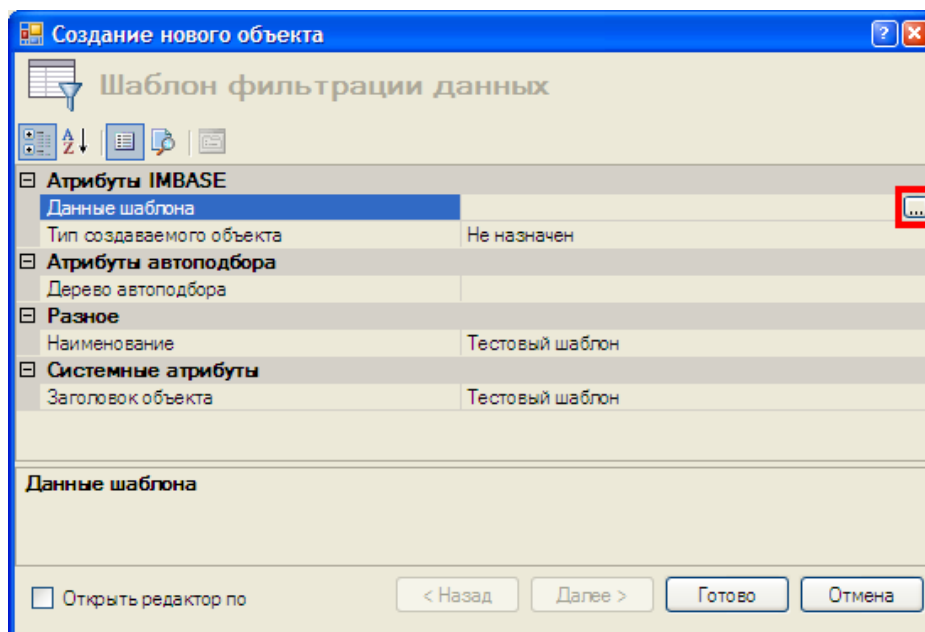 Создание нового объекта
Шаблон фильтрации данных
Атрибуты IMBASE
Данные шаблона
...
Тип создаваемого объекта Не назначен
Атрибуты автоподбора
Дерево автоподбора
Разное
Наименование Тестовый шаблон
Системные атрибуты
Заголовок объекта Тестовый шаблон
Данные шаблона
Открыть редактор по < Назад Далее > Готово Отмена